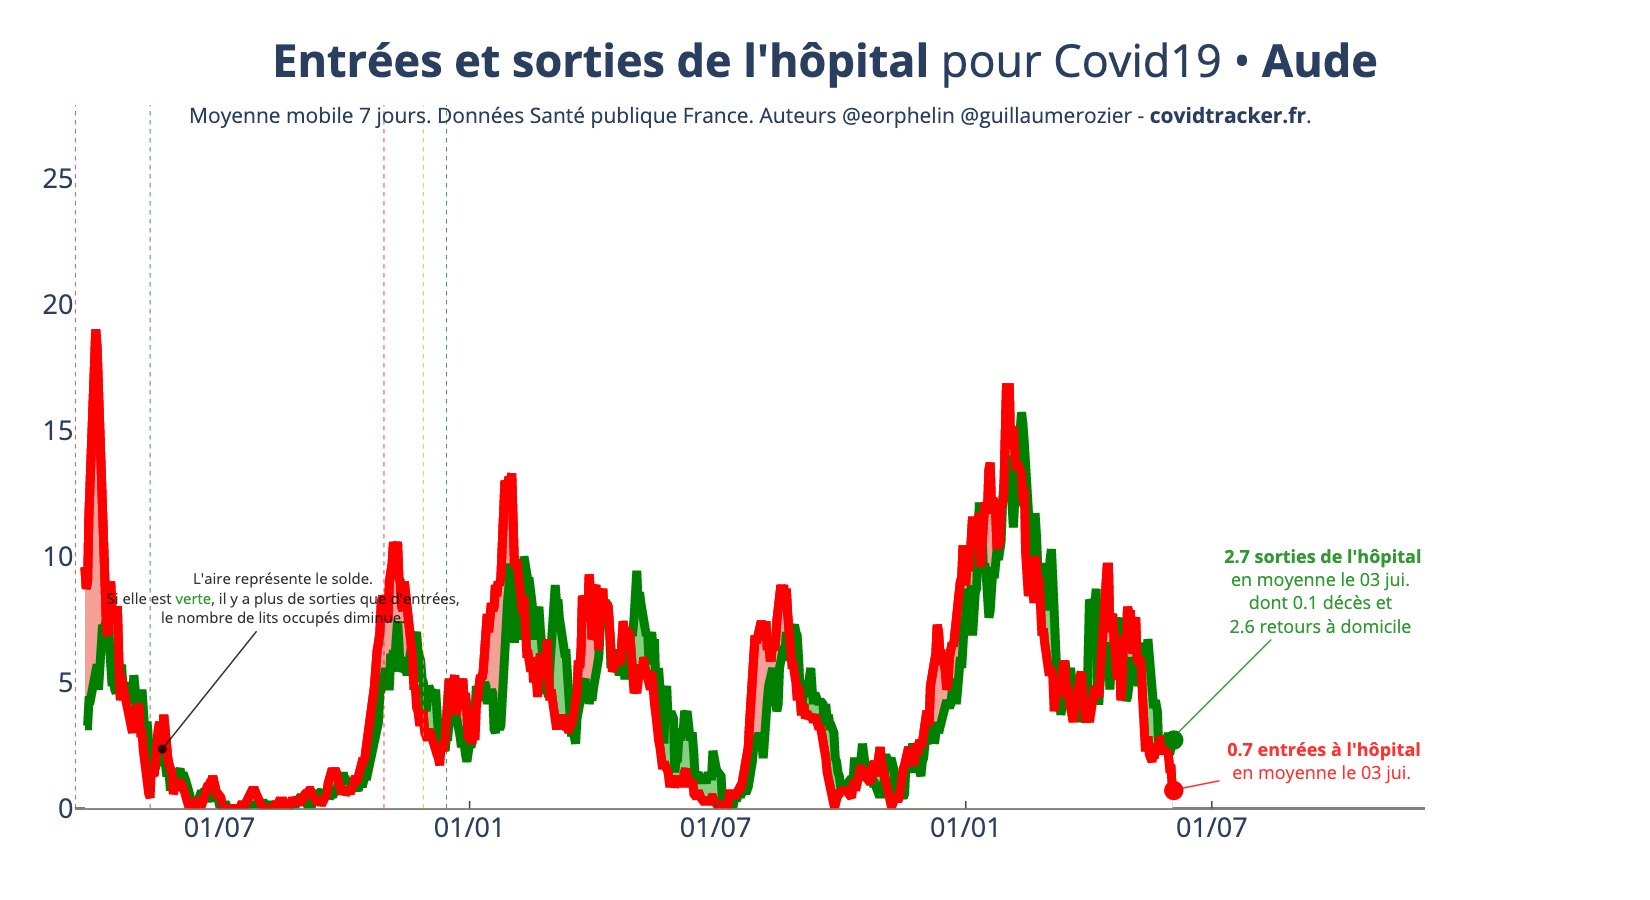 Entrées et sorties de l'hôpital pour Covid19 • Aude
Moyenne mobile 7 jours. Données Santé publique France. Auteurs @eorphelin @guillaumerozier - covidtracker.fr.
25
20
15
10
5
0
L'aire représente le solde.
Si elle est verte, il y a plus de sorties que d'entrées,
le nombre de lits occupés diminue.
2.7 sorties de l'hôpital
en moyenne le 03 jui.
dont 0.1 décès et
2.6 retours à domicile
0.7 entrées à l'hôpital
en moyenne le 03 jui.
01/07
01/01
01/07
01/01
01/07